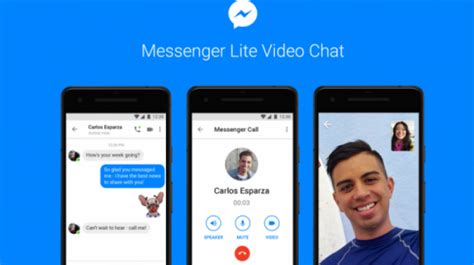 Messenger Lite Video Chat
Carlos Esparza
How's your week going?
So glad you messaged
me - I have the best news
to share with you!
Can't wait to hear - call me!
Messenger Call
Carlos Esparza
00:03
SPEAKER MUTE VIDEO